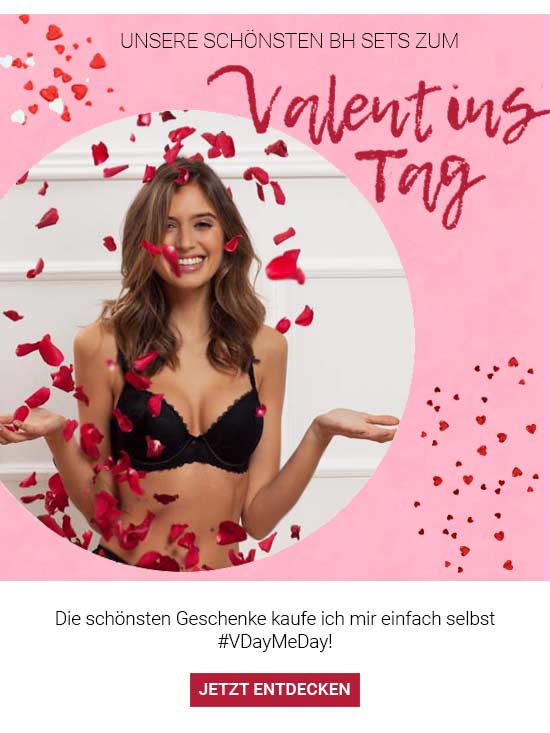 UNSERE SCHÖNSTEN BH SETS ZUM
Valentins
Tag
Die schönsten Geschenke kaufe ich mir einfach selbst
#VDayMeDay!
JETZT ENTDECKEN